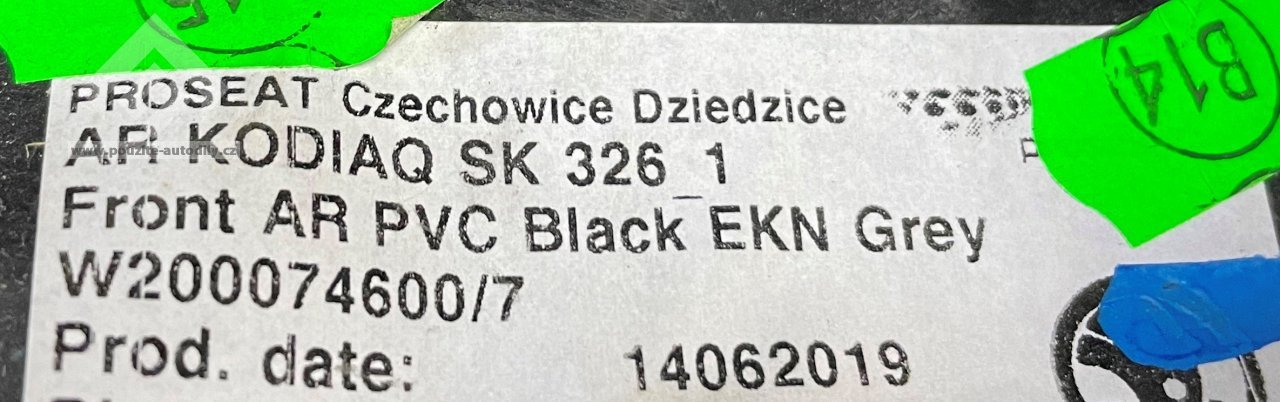 PROSEAT Czechowice Dziedzice
AR KODIAQ SK 326_1
www.pouzite-autodily.cz
Front AR PVC Black EKN Grey
W200074600/7
Prod. date: 14062019
B14